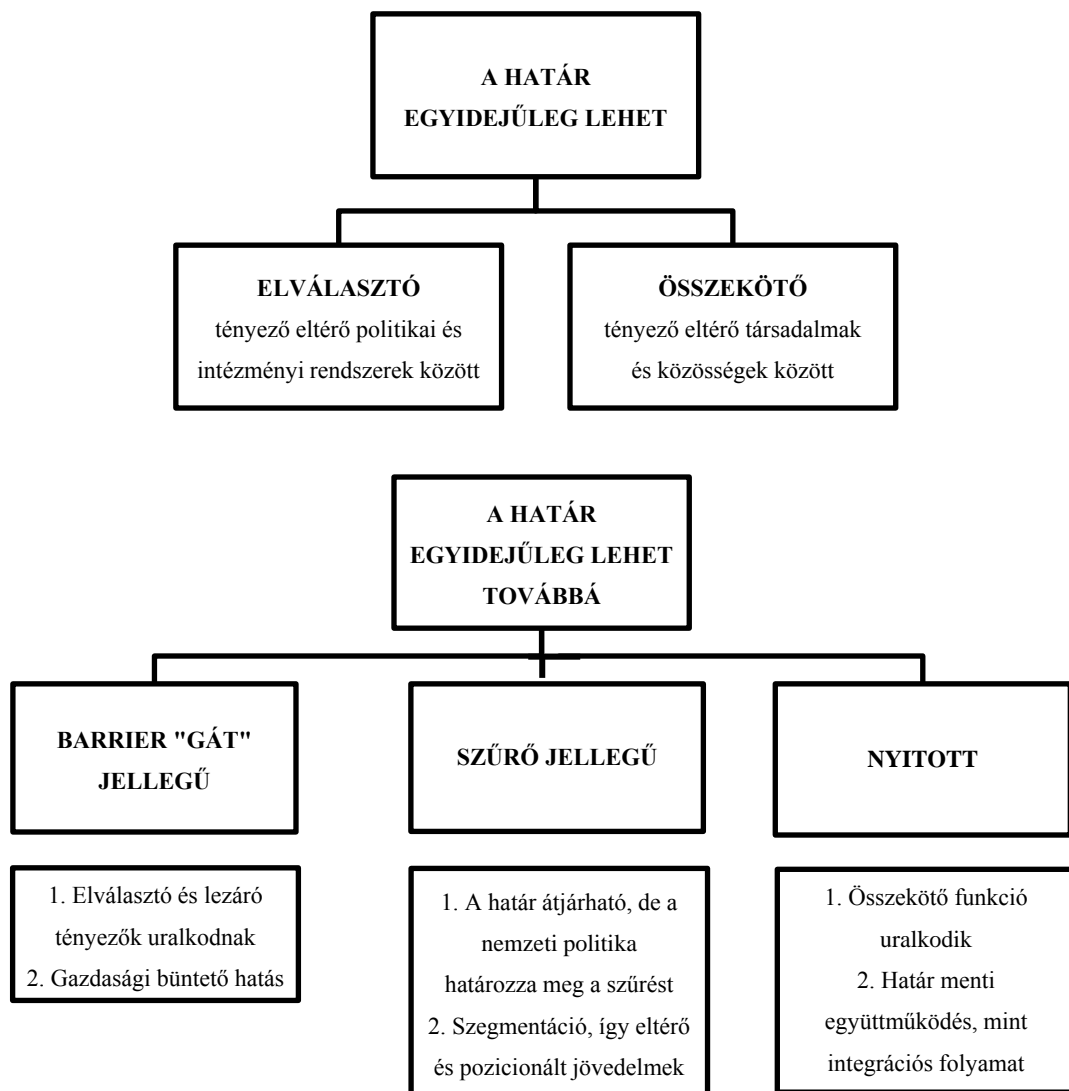 A HATÁR
EGYIDEJŰLEG LEHET
ELVÁLASZTÓ
tényező eltérő politikai és
intézményi rendszerek között
ÖSSZEKÖTŐ
tényező eltérő társadalmak
és közösségek között
A HATÁR
EGYIDEJŰLEG LEHET
TOVÁBBÁ
BARRIER "GÁT"
JELLEGŰ
SZŰRŐ JELLEGŰ
NYITOTT
1. Elválasztó és lezáró
tényezők uralkodnak
2. Gazdasági büntető hatás
1. A határ átjárható, de a
nemzeti politika
határozza meg a szűrést
2. Szegmentáció, így eltérő
és pozicionált jövedelmek
1. Összekötő funkció
uralkodik
2. Határ menti
együttműködés, mint
integrációs folyamat